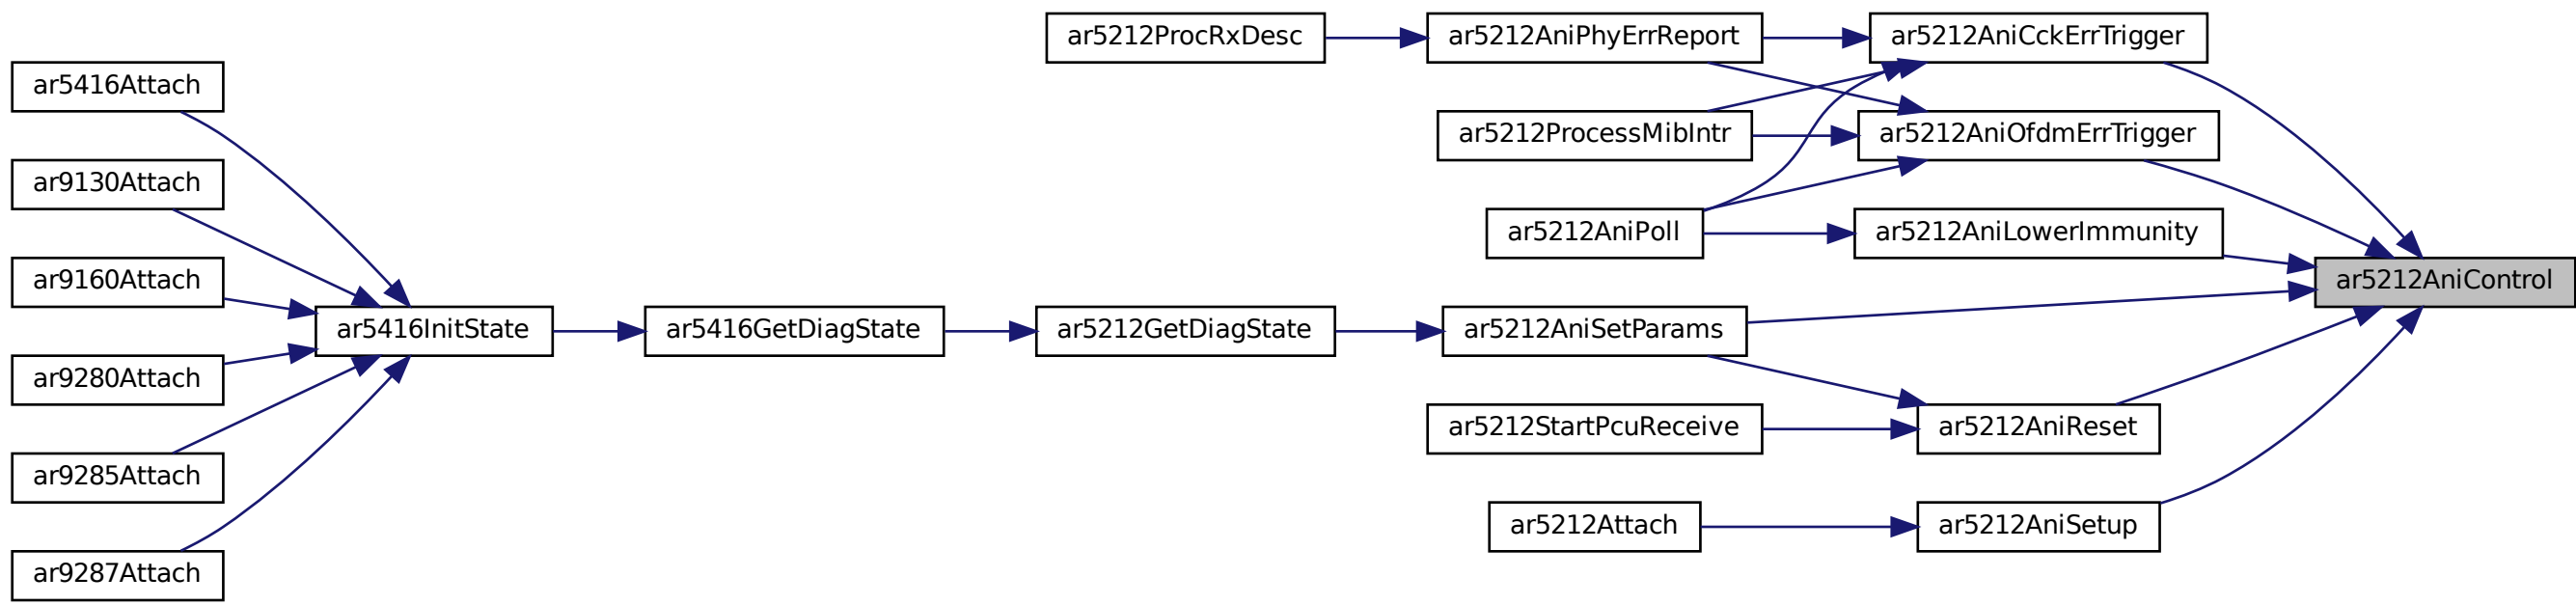 ar5212ProcRxDesc
ar5212AniPhyErrReport
ar5212AniCckErrTrigger
ar5416Attach
ar5212ProcessMibIntr
ar5212AniOfdmErrTrigger
ar9130Attach
ar5212AniPoll
ar5212AniLowerImmunity
ar9160Attach
ar5212AniControl
ar5416InitState
ar5416GetDiagState
ar5212GetDiagState
ar5212AniSetParams
ar9280Attach
ar5212StartPcuReceive
ar5212AniReset
ar9285Attach
ar5212Attach
ar5212AniSetup
ar9287Attach